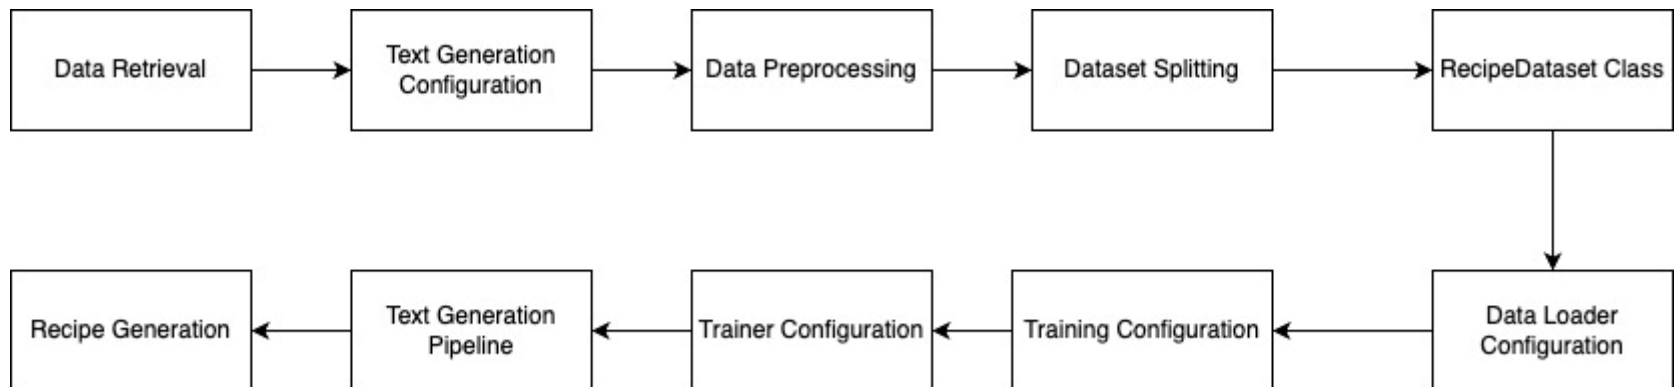 Data Retrieval
Text Generation
Configuration
Data Preprocessing
Dataset Splitting
RecipeDataset Class
Data Loader
Configuration
Training Configuration
Trainer Configuration
Text Generation
Pipeline
Recipe Generation